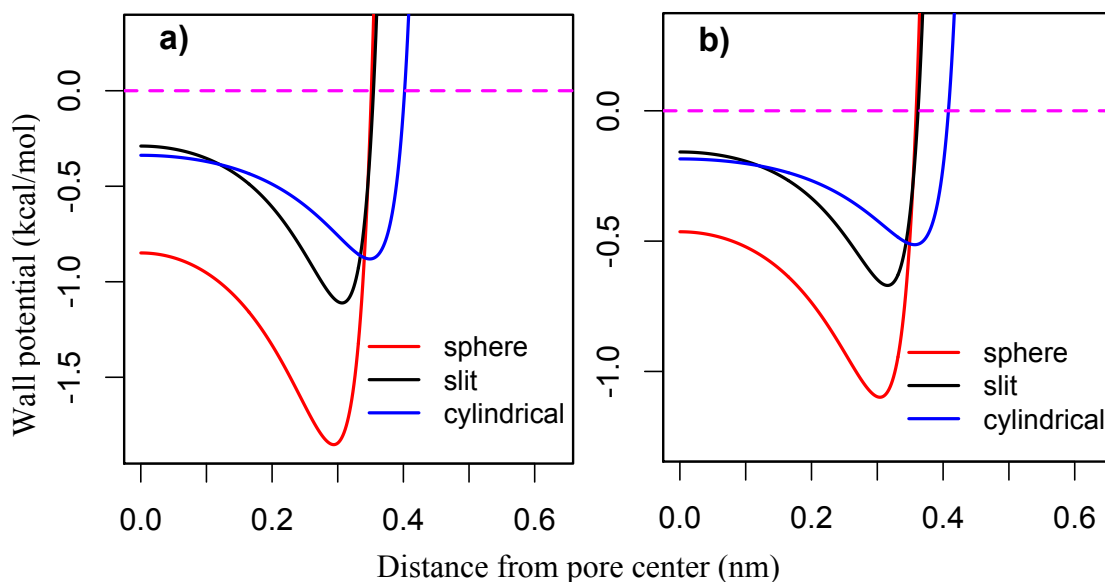 a)
b)
Wall potential (kcal/mol)
0.0
-0.5
-1.0
-1.5
sphere
slit
cylindrical
0.0 0.2 0.4 0.6
0.0
-0.5
-1.0
sphere
slit
cylindrical
0.0 0.2 0.4 0.6
Distance from pore center (nm)